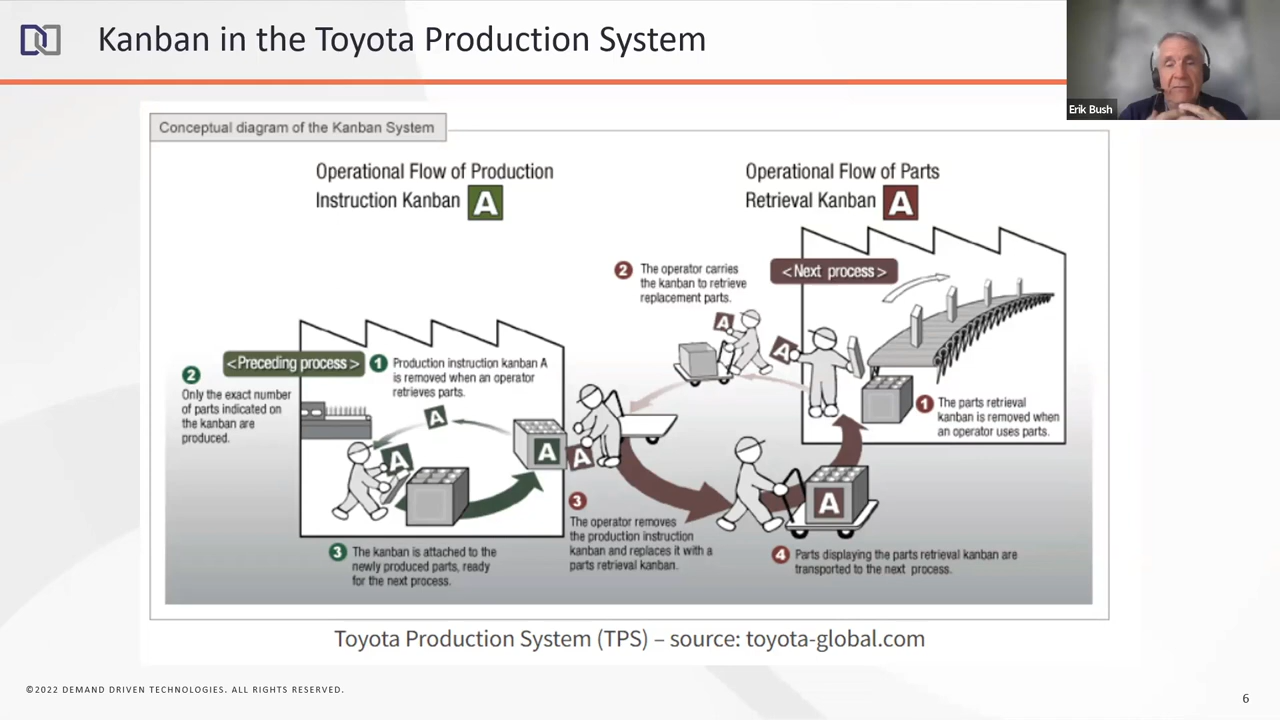 Kanban in the Toyota Production System
Erik Bush
Conceptual diagram of the Kanban System
Operational Flow of Production
Instruction Kanban A
Operational Flow of Parts
Retrieval Kanban A
<Preceding process>
1 Production instruction kanban A
is removed when an operator
retrieves parts.
2
Only the exact number
of parts indicated on
the kanban are
produced.
A
A
A
3 The kanban is attached to the
newly produced parts, ready
for the next process.
<Next process>
1 The parts retrieval
kanban is removed when
an operator uses parts.
2 The operator carries
the kanban to retrieve
replacement parts.
A
A
A
3
The operator removes
the production instruction
kanban and replaces it with a
parts retrieval kanban.
A
4 Parts displaying the parts retrieval kanban are
transported to the next process.
Toyota Production System (TPS) – source: toyota-global.com
©2022 DEMAND DRIVEN TECHNOLOGIES. ALL RIGHTS RESERVED.
6